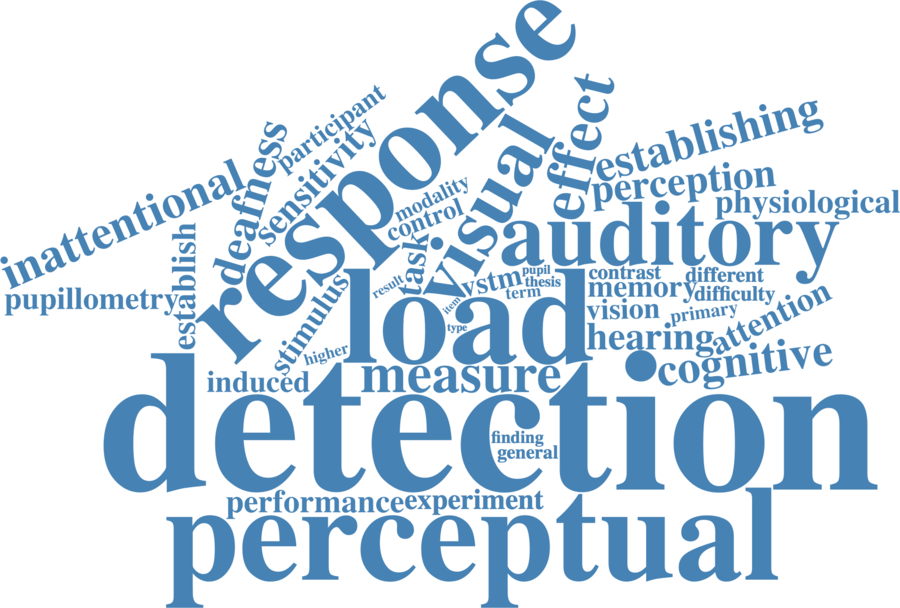 response
participant
deafness
sensitivity
inattentional
effect
establishing
visual
perception
modality
control
physiological
auditory
establish
pupillometry
task
result
stimulus
vstm
pupil
thesis
term
item
type
contrast
different
memory
difficulty
vision
primary
attention
hearing
load
higher
cognitive
induced
measure
detection
finding
general
performance
experiment
perceptual